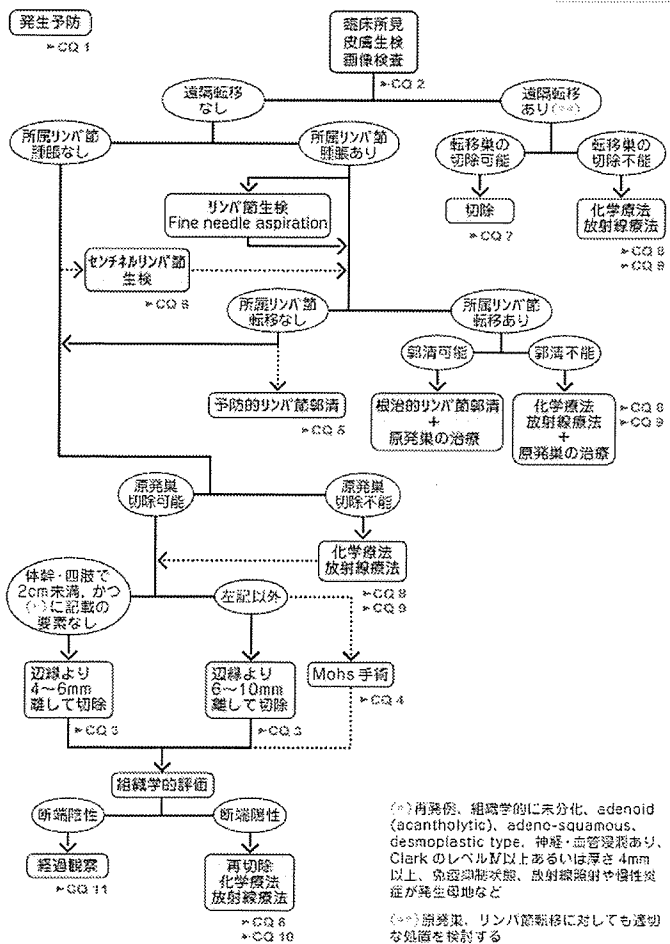 発生予防
►CQ 1
臨床所見
皮膚生検
画像検査
►CQ 2
遠隔転移
なし
遠隔転移
あり(**)
所属リンパ節
腫脹なし
所属リンパ節
腫脹あり
転移巣の
切除可能
転移巣の
切除不能
リンパ節生検
Fine needle aspiration
切除
►CQ 7
化学療法
放射線療法
►CQ 8
►CQ 9
センチネルリンパ節
生検
►CQ 6
所属リンパ節
転移なし
所属リンパ節
転移あり
郭清可能
郭清不能
予防的リンパ節郭清
►CQ 5
根治的リンパ節郭清
+
原発巣の治療
化学療法
放射線療法
+
原発巣の治療
►CQ 8
►CQ 9
原発巣
切除可能
原発巣
切除不能
化学療法
放射線療法
►CQ 8
►CQ 9
体幹・四肢で
2cm未満、かつ
(*)に記載の
要素なし
左記以外
辺縁より
4〜6mm
離して切除
►CQ 3
辺縁より
6〜10mm
離して切除
►CQ 3
Mohs 手術
►CQ 4
組織学的評価
断端陰性
断端陽性
経過観察
►CQ 11
再切除
化学療法
放射線療法
►CQ 8
►CQ 10
(*)再発例、組織学的に未分化、adenoid
(acantholytic)、adeno-squamous、
desmoplastic type、神経・血管浸潤あり、
Clark のレベルⅣ以上あるいは厚さ 4mm
以上、免疫抑制状態、放射線照射や慢性炎
症が発生母地など
(**)原発巣、リンパ節転移に対しても適切
な処置を検討する